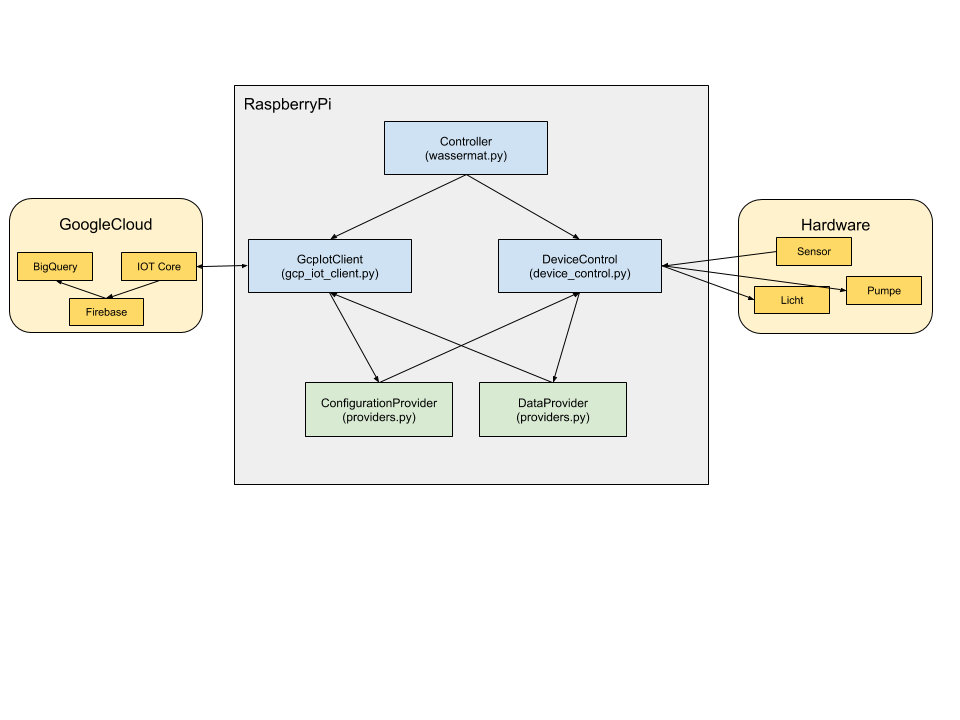 RaspberryPi
Controller
(wassermat.py)
GoogleCloud
BigQuery
IOT Core
Firebase
GcpIotClient
(gcp_iot_client.py)
DeviceControl
(device_control.py)
Hardware
Sensor
Licht
Pumpe
ConfigurationProvider
(providers.py)
DataProvider
(providers.py)